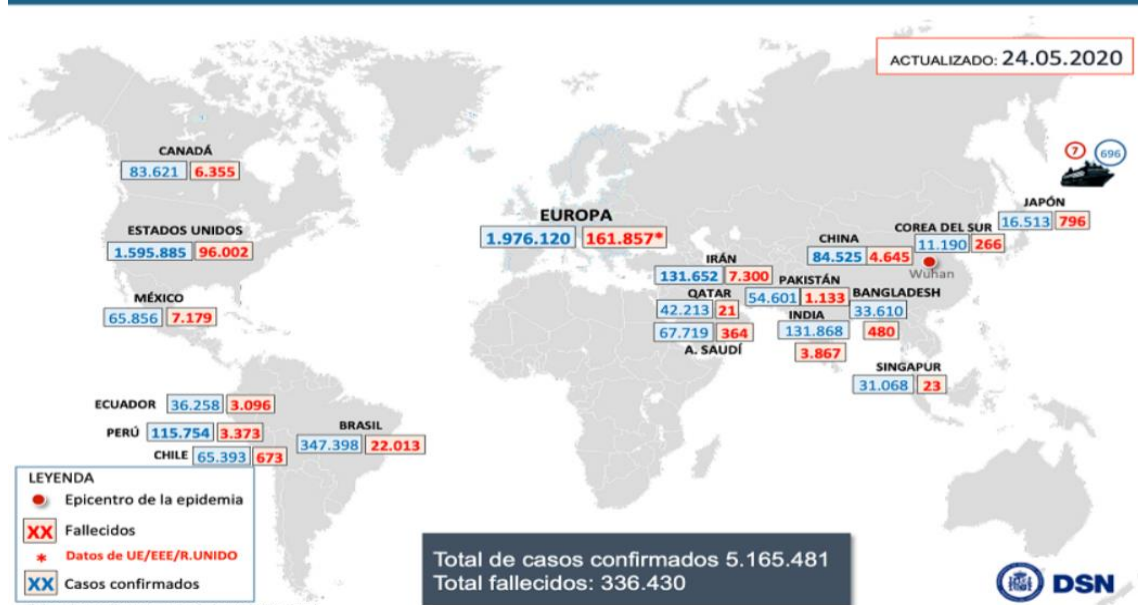 ACTUALIZADO: 24.05.2020
CANADÁ
83.621 6.355
ESTADOS UNIDOS
1.595.885 96.002
MÉXICO
65.856 7.179
ECUADOR 36.258 3.096
PERÚ 115.754 3.373
CHILE 65.393 673
BRASIL
347.398 22.013
EUROPA
1.976.120 161.857*
IRÁN
131.652 7.300
QATAR
42.213 21
67.719 364
A. SAUDÍ
PAKISTÁN
54.601 1.133
INDIA
131.868
3.867
BANGLADESH
33.610
480
CHINA
84.525 4.645
Wuhan
COREA DEL SUR
11.190 266
JAPÓN
16.513 796
7 696
SINGAPUR
31.068 23
LEYENDA
Epicentro de la epidemia
XX Fallecidos
* Datos de UE/EEE/R.UNIDO
XX Casos confirmados
Total de casos confirmados 5.165.481
Total fallecidos: 336.430
DSN